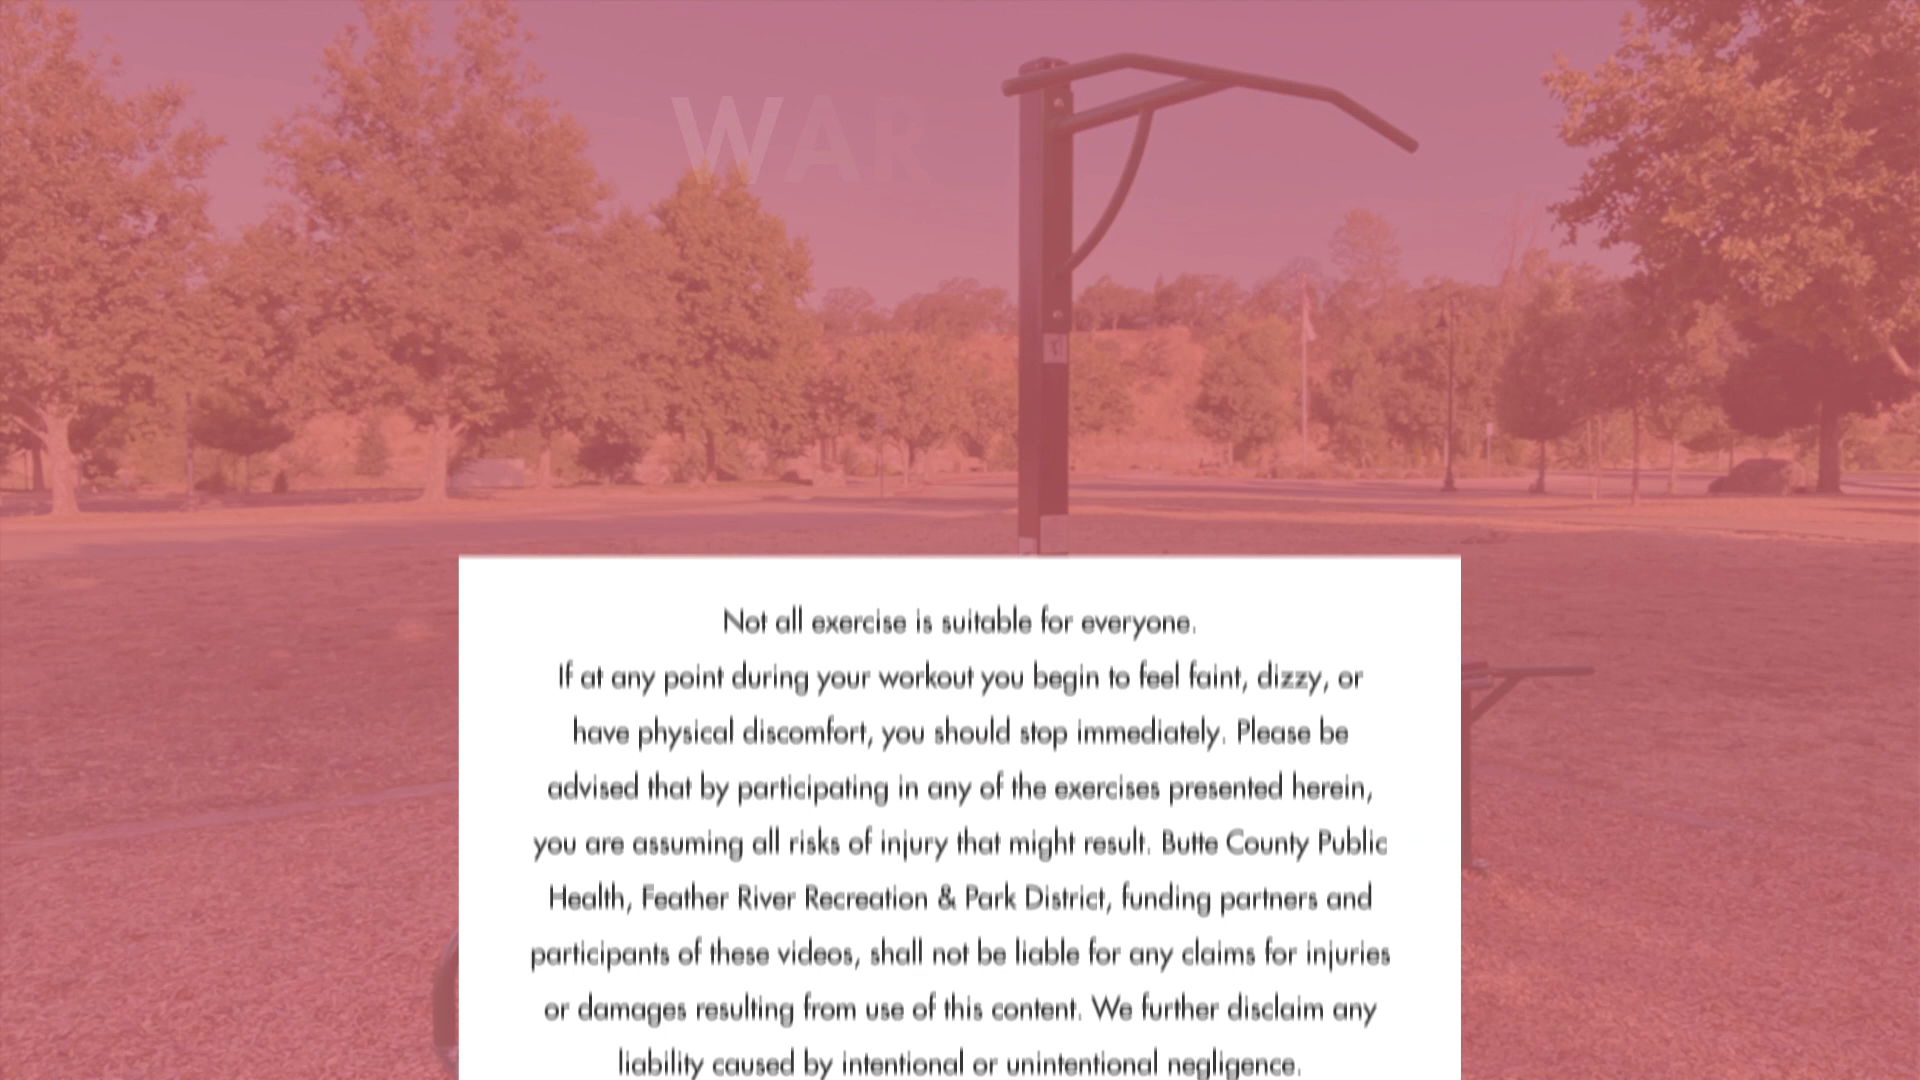 WAR
Not all exercise is suitable for everyone.
If at any point during your workout you begin to feel faint, dizzy, or
have physical discomfort, you should stop immediately. Please be
advised that by participating in any of the exercises presented herein,
you are assuming all risks of injury that might result. Butte County Public
Health, Feather River Recreation & Park District, funding partners and
participants of these videos, shall not be liable for any claims for injuries
or damages resulting from use of this content. We further disclaim any
liability caused by intentional or unintentional negligence.